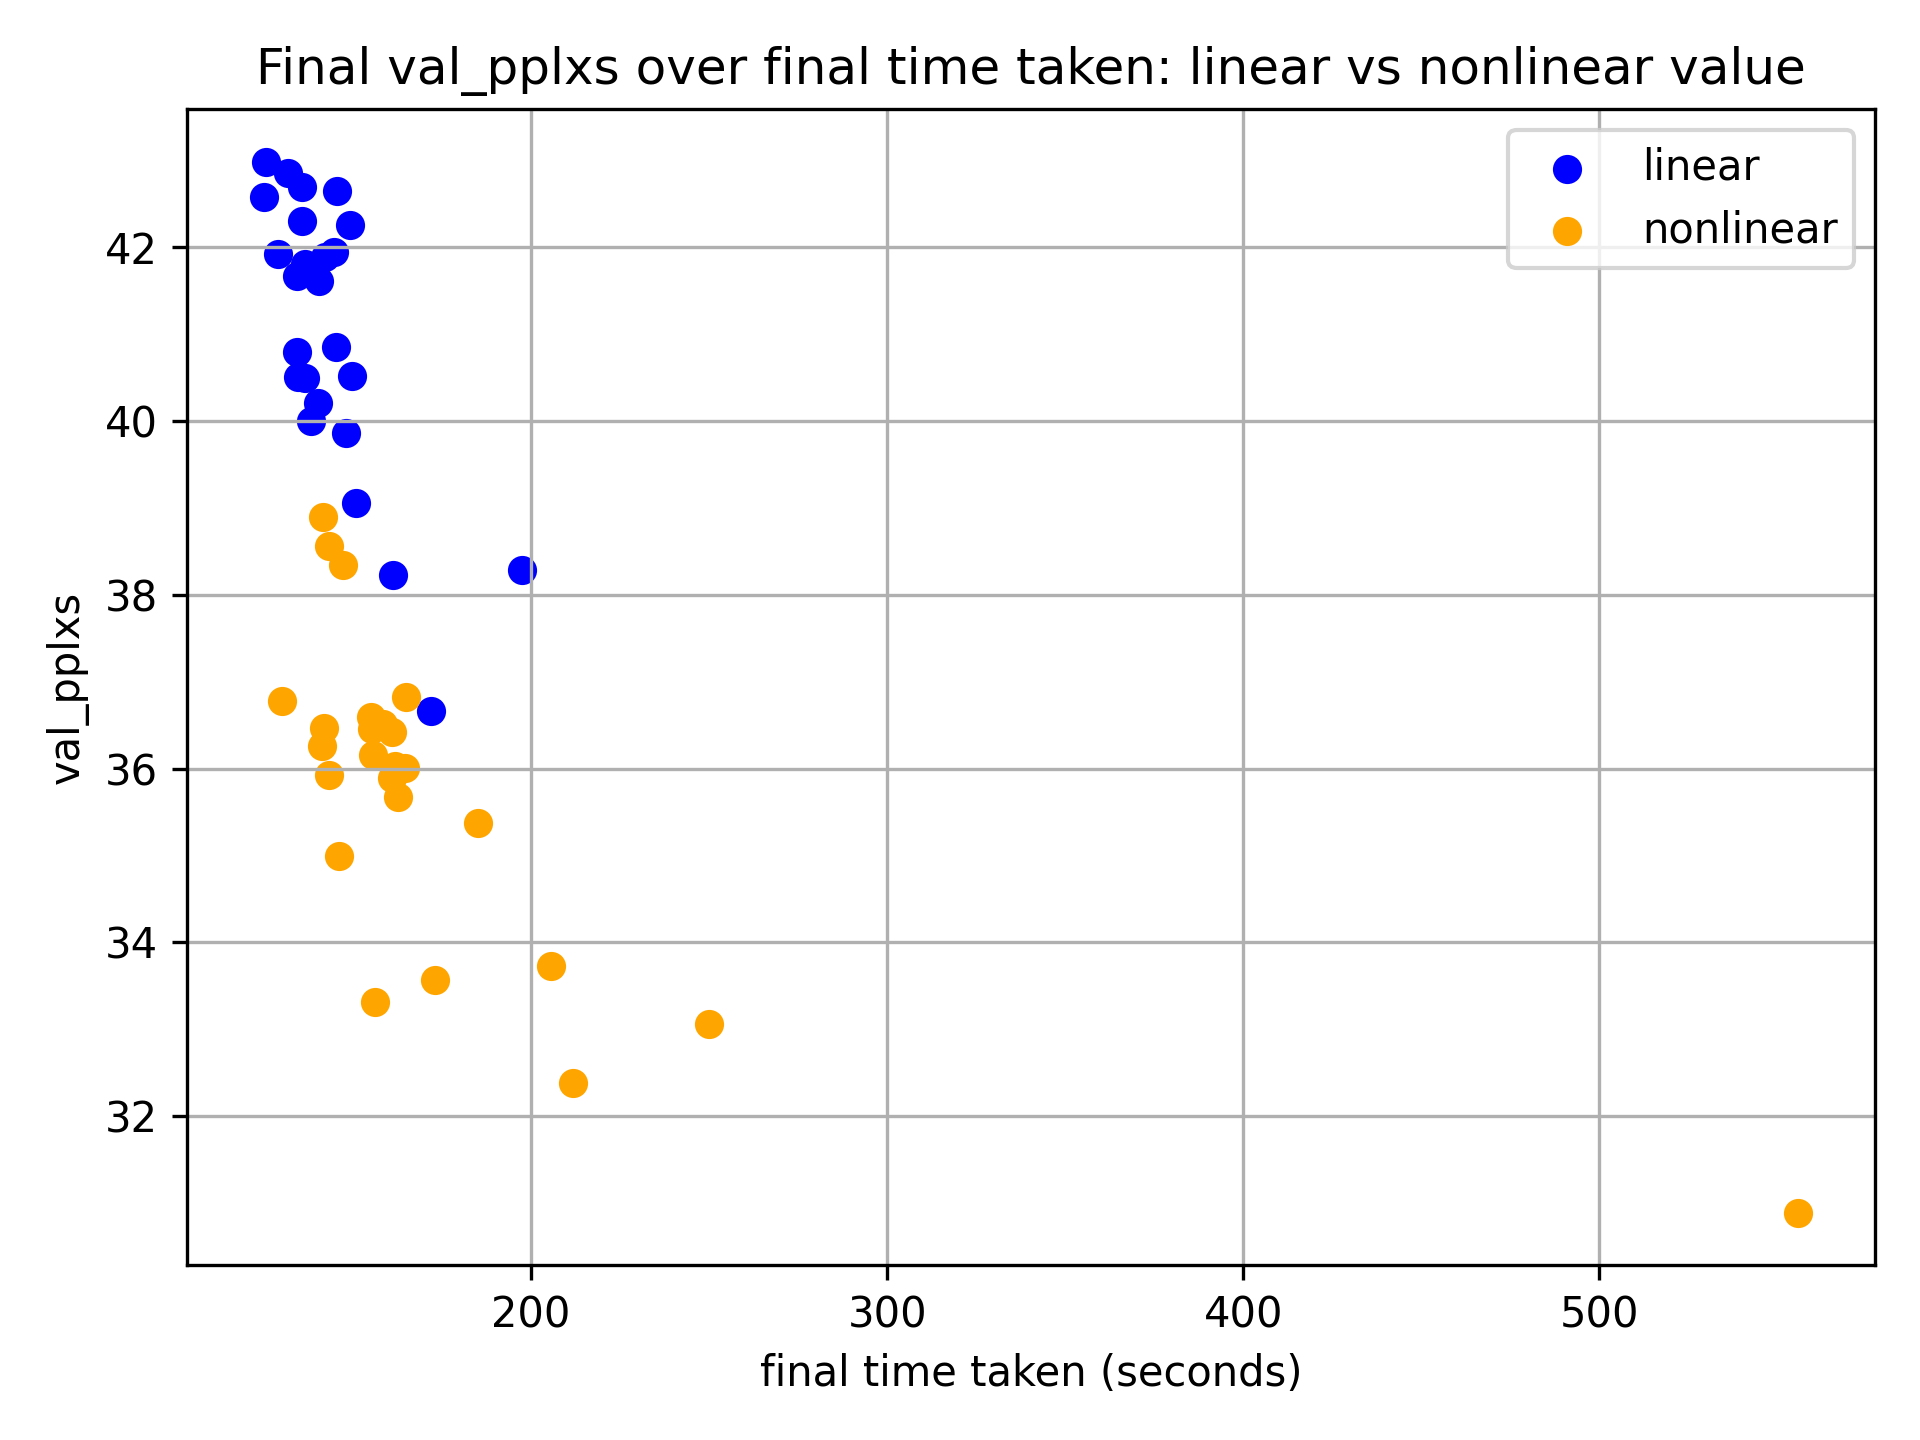 Final val_pplxs over final time taken: linear vs nonlinear value
linear
nonlinear
42
40
38
36
34
32
val_pplxs
200 300 400 500
final time taken (seconds)